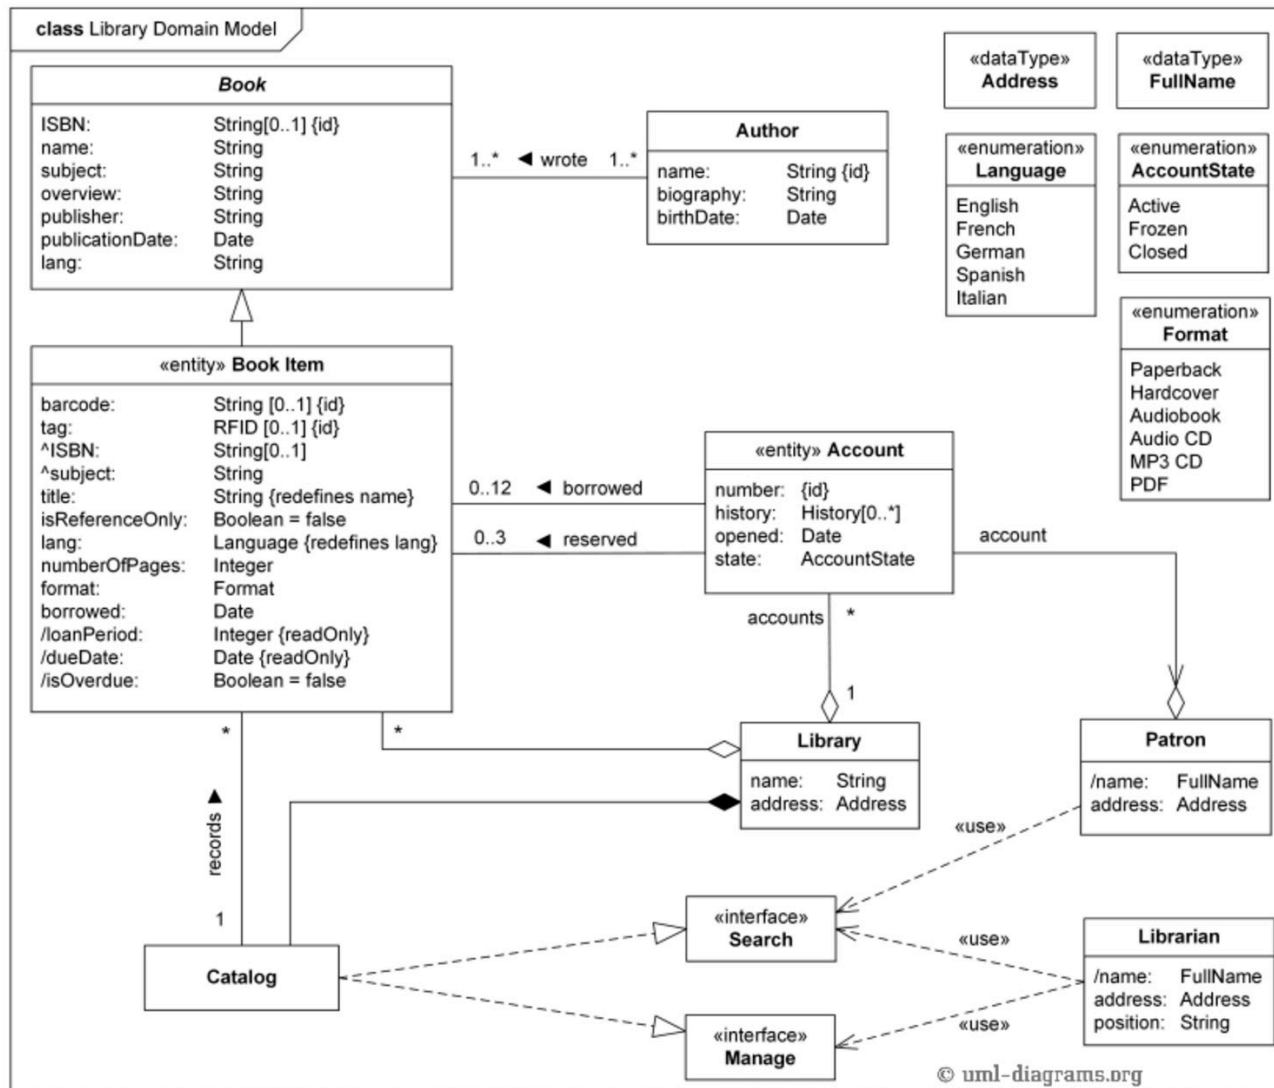 class Library Domain Model
Book
ISBN: String[0..1] {id}
name: String
subject: String
overview: String
publisher: String
publicationDate: Date
lang: String
1..* ◄ wrote 1..*
Author
name: String {id}
biography: String
birthDate: Date
«dataType»
Address
«dataType»
FullName
«enumeration»
Language
English
French
German
Spanish
Italian
«enumeration»
AccountState
Active
Frozen
Closed
«enumeration»
Format
Paperback
Hardcover
Audiobook
Audio CD
MP3 CD
PDF
«entity» Book Item
barcode: String [0..1] {id}
tag: RFID [0..1] {id}
^ISBN: String[0..1]
^subject: String
title: String {redefines name}
isReferenceOnly: Boolean = false
lang: Language {redefines lang}
numberOfPages: Integer
format: Format
borrowed: Date
/loanPeriod: Integer {readOnly}
/dueDate: Date {readOnly}
/isOverdue: Boolean = false
0..12 ◄ borrowed
0..3 ◄ reserved
«entity» Account
number: {id}
history: History[0..*]
opened: Date
state: AccountState
account
accounts *
1
*
*
Library
name: String
address: Address
Patron
/name: FullName
address: Address
records ►
1
«use»
Catalog
«interface»
Search
«use»
«interface»
Manage
«use»
Librarian
/name: FullName
address: Address
position: String
© uml-diagrams.org